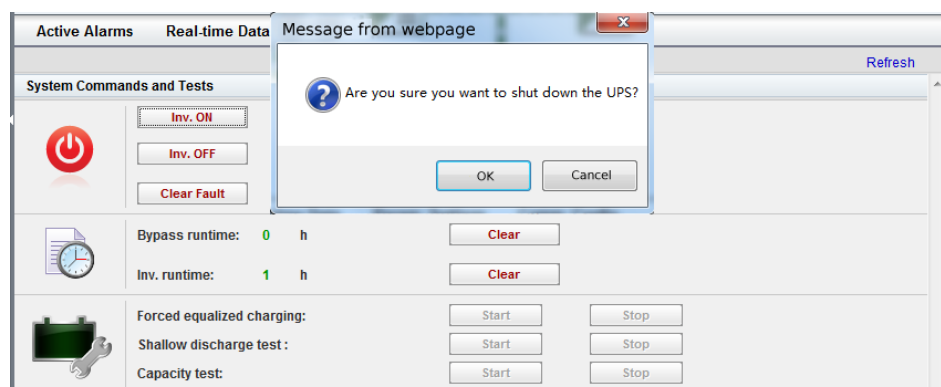 Active Alarms Real-time Data
Message from webpage
x
Refresh
System Commands and Tests
? Are you sure you want to shut down the UPS?
Inv. ON
Inv. OFF
OK Cancel
Clear Fault
Bypass runtime: 0 h Clear
Inv. runtime: 1 h Clear
Forced equalized charging: Start Stop
Shallow discharge test : Start Stop
Capacity test: Start Stop